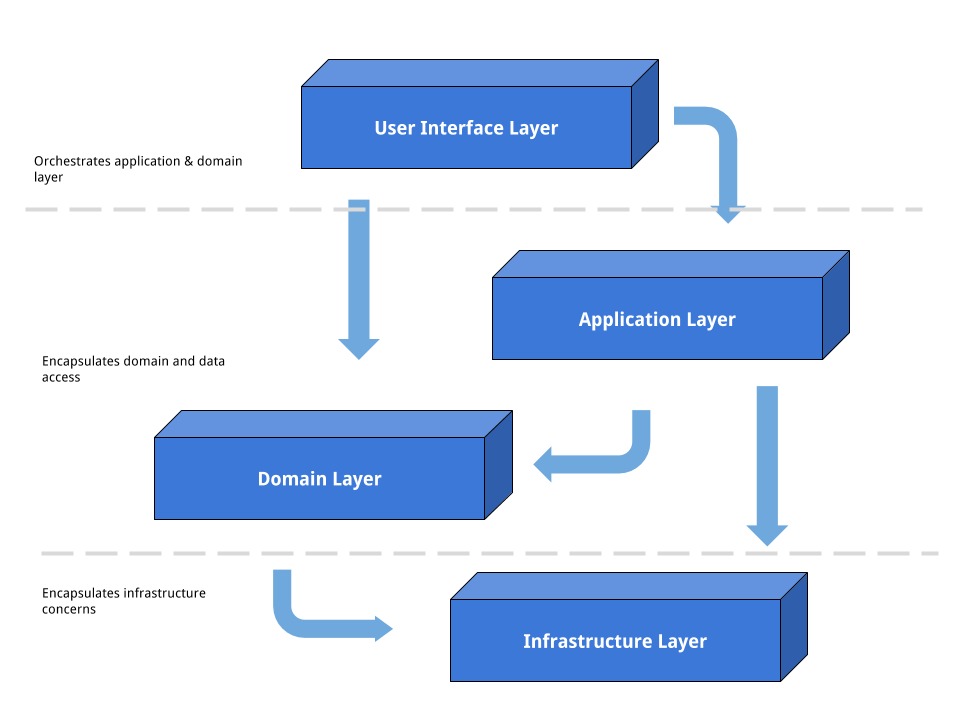 User Interface Layer
Orchestrates application & domain
layer
Application Layer
Encapsulates domain and data
access
Domain Layer
Encapsulates infrastructure
concerns
Infrastructure Layer